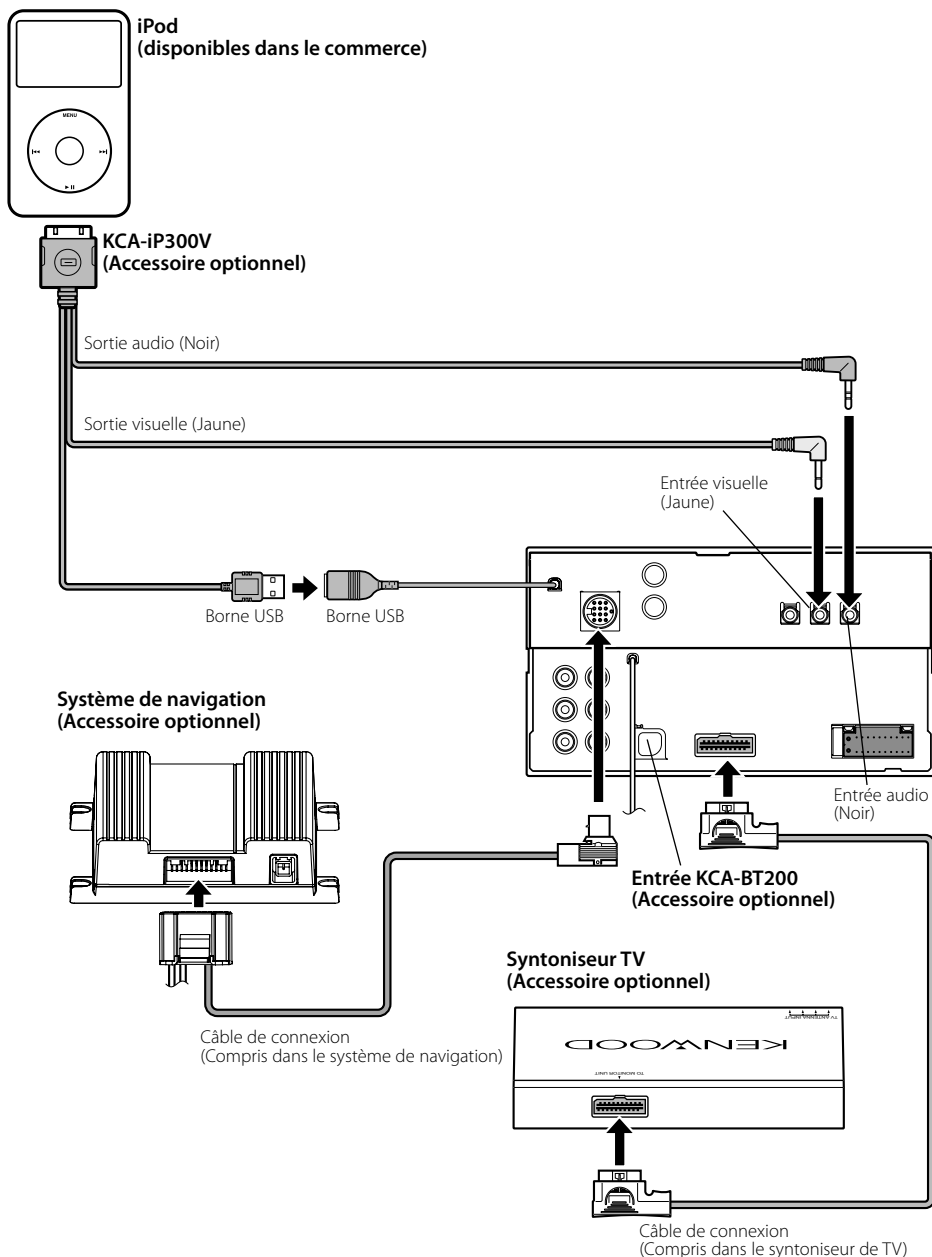 iPod
(disponibles dans le commerce)
MENU
KCA-iP300V
(Accessoire optionnel)
Sortie audio (Noir)
Sortie visuelle (Jaune)
Entrée visuelle
(Jaune)
Borne USB
Borne USB
Système de navigation
(Accessoire optionnel)
Entrée audio
(Noir)
Entrée KCA-BT200
(Accessoire optionnel)
Syntoniseur TV
(Accessoire optionnel)
TV ANTENNA INPUT
KENWOOD
TO MONITOR UNIT
Câble de connexion
(Compris dans le système de navigation)
Câble de connexion
(Compris dans le syntoniseur de TV)